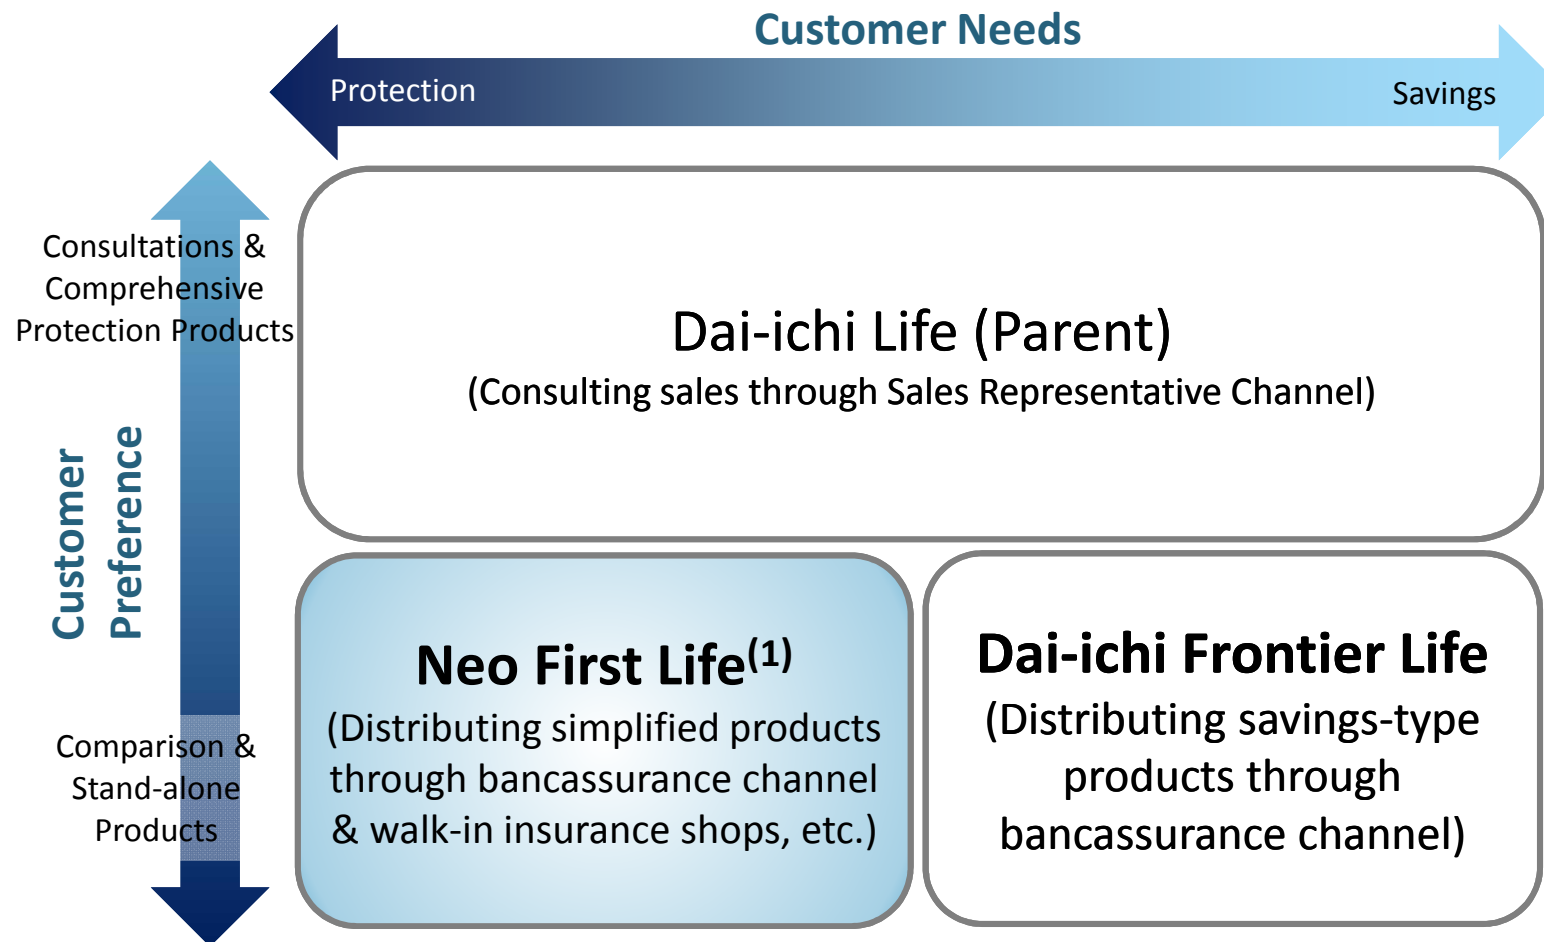 Customer Needs
Protection
Savings
Consultations &
Comprehensive
Protection Products
Customer
Preference
Comparison &
Stand-alone
Products
Dai-ichi Life (Parent)
(Consulting sales through Sales Representative Channel)
Neo First Life(1)
(Distributing simplified products
through bancassurance channel
& walk-in insurance shops, etc.)
Dai-ichi Frontier Life
(Distributing savings-type
products through
bancassurance channel)